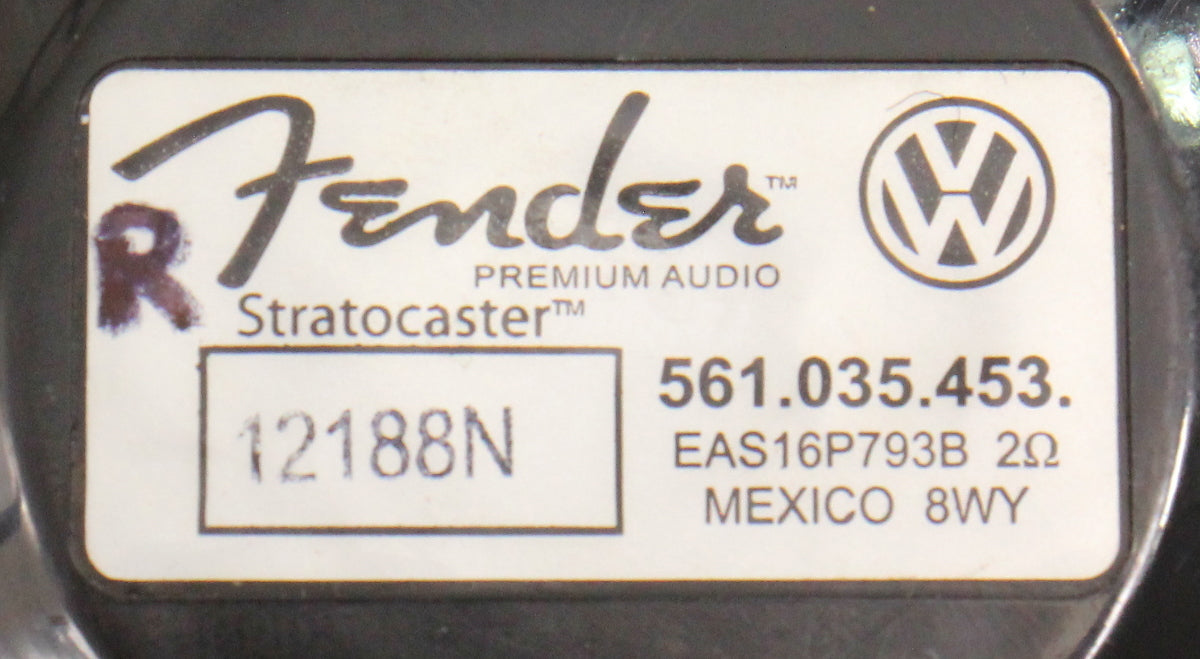 Fender™
R
PREMIUM AUDIO
Stratocaster™
12188N
561.035.453.
EAS16P793B 2Ω
MEXICO 8WY